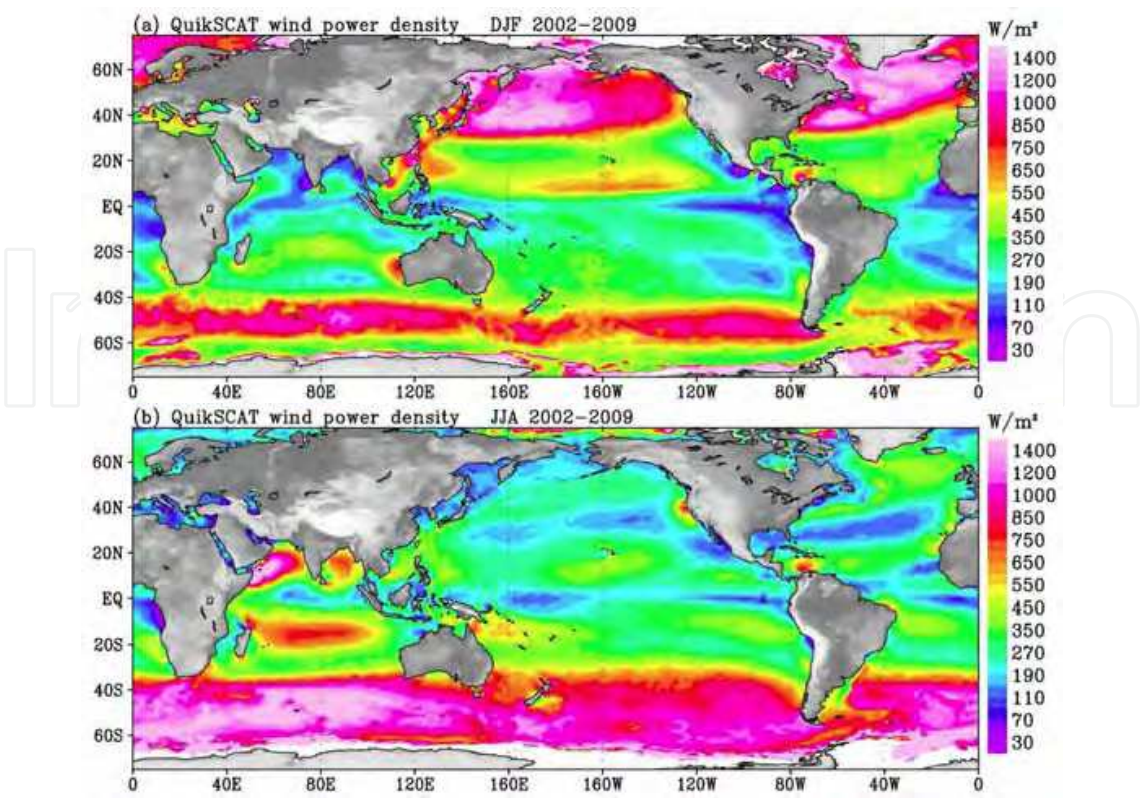 (a) QuikSCAT wind power density DJF 2002-2009
W/m²
60N
40N
20N
EQ
20S
40S
60S
0 40E 80E 120E 160E 160W 120W 80W 40W 0
1400
1200
1000
850
750
650
550
450
350
270
190
110
70
30
(b) QuikSCAT wind power density JJA 2002-2009
W/m²
60N
40N
20N
EQ
20S
40S
60S
0 40E 80E 120E 160E 160W 120W 80W 40W 0
1400
1200
1000
850
750
650
550
450
350
270
190
110
70
30